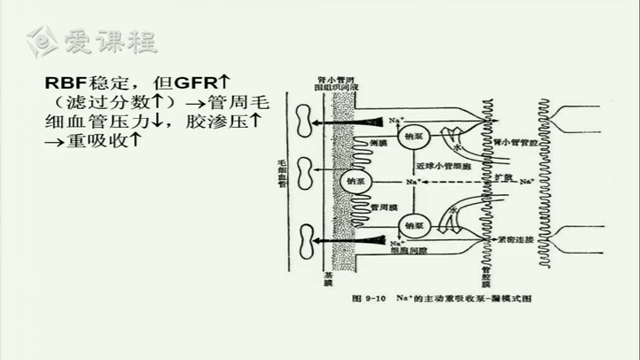 爱课程
RBF稳定，但GFR↑
（滤过分数↑）→管周毛
细血管压力↓，胶渗压↑
→重吸收↑
肾小管周
围组织间液
Na⁺
钠泵
侧膜
水
肾小管管腔
近球小管细胞
毛细血管
钠泵
Na⁺
扩散
Na⁺
管周膜
水
钠泵
Na⁺
细胞间隙
紧密连接
基膜
管腔膜
图 9-10 Na⁺的主动重吸收泵-漏模式图